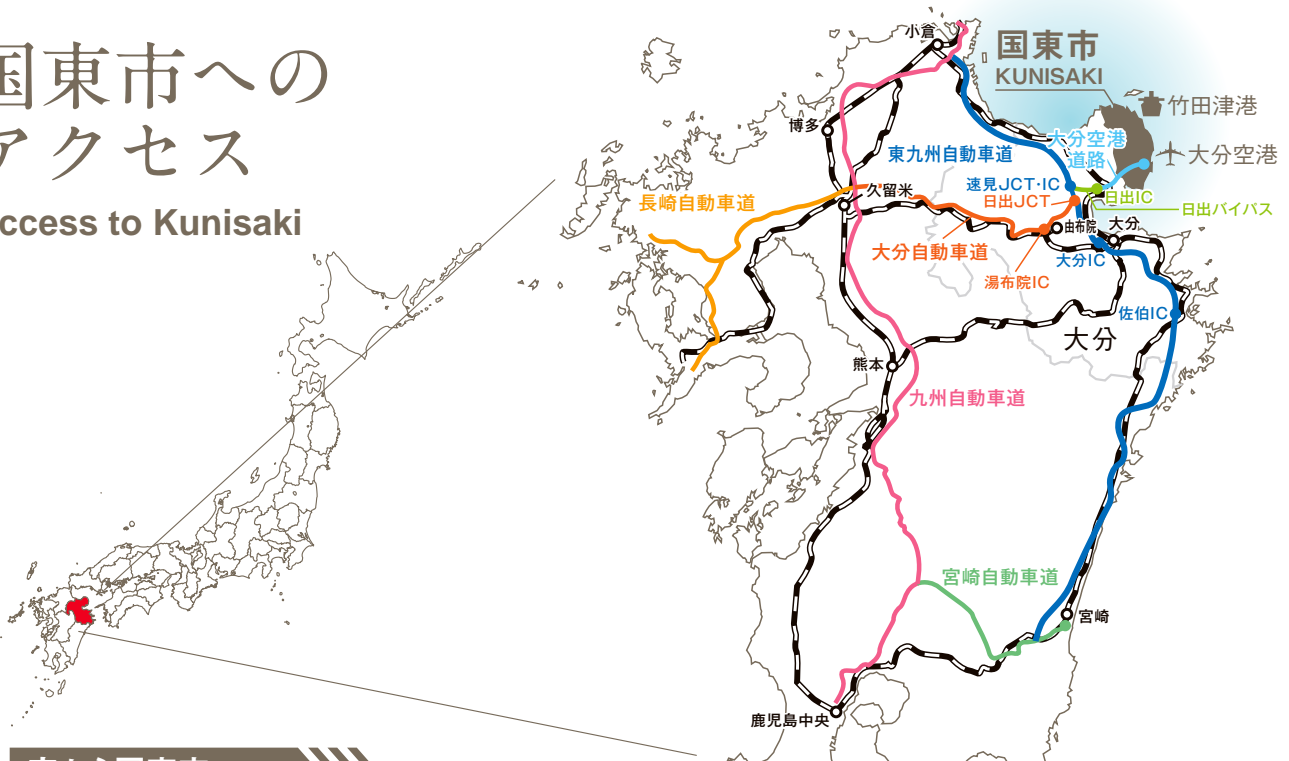 国東市への
アクセス
ccess to Kunisaki
小倉
国東市
KUNISAKI
竹田津港
博多
大分空港
道路
大分空港
東九州自動車道
速見JCT・IC
久留米
日出JCT
日出IC
長崎自動車道
日出バイパス
由布院
大分
大分自動車道
大分IC
湯布院IC
佐伯IC
大分
熊本
九州自動車道
宮崎自動車道
宮崎
鹿児島中央